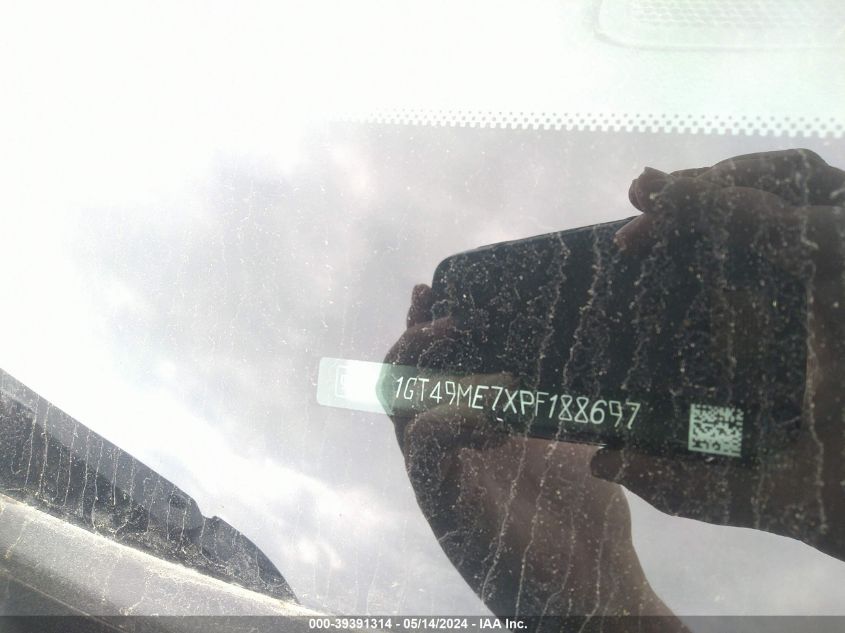 1GT49ME7XPF188697
000-39391314 - 05/14/2024 - IAA Inc.